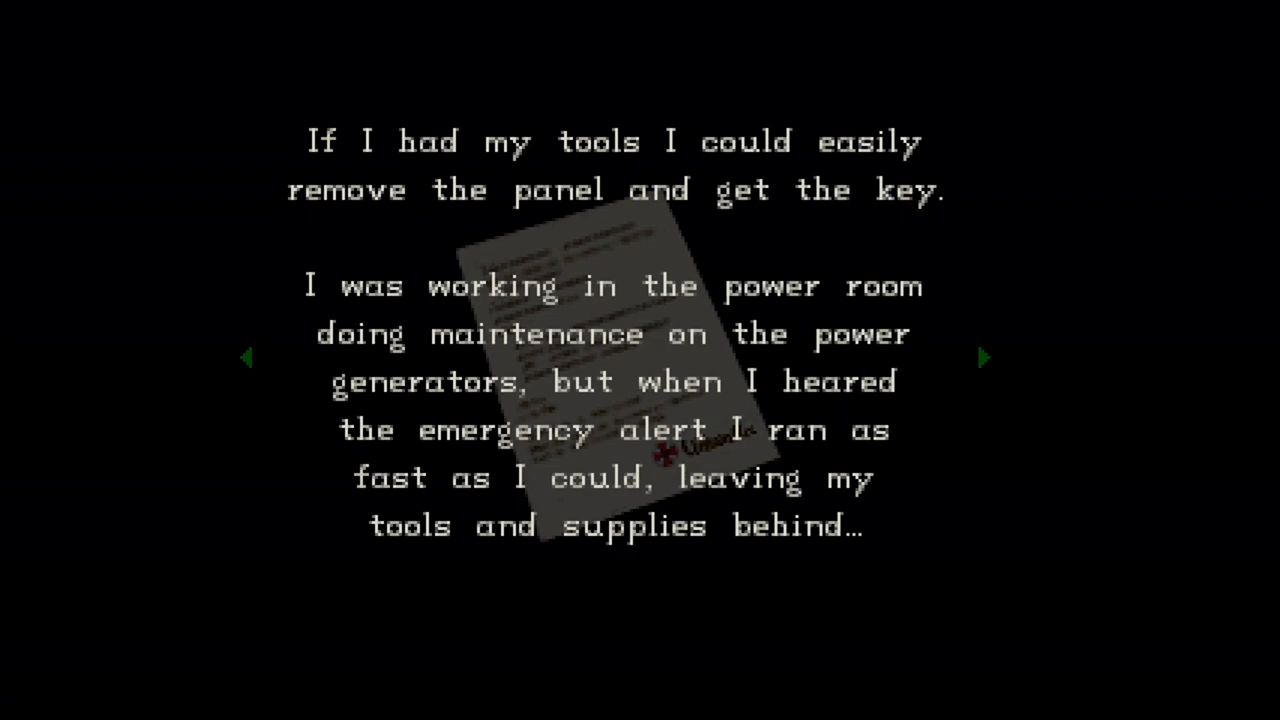 If I had my tools I could easily
remove the panel and get the key.
I was working in the power room
doing maintenance on the power
generators, but when I heared
the emergency alert I ran as
fast as I could, leaving my
tools and supplies behind…